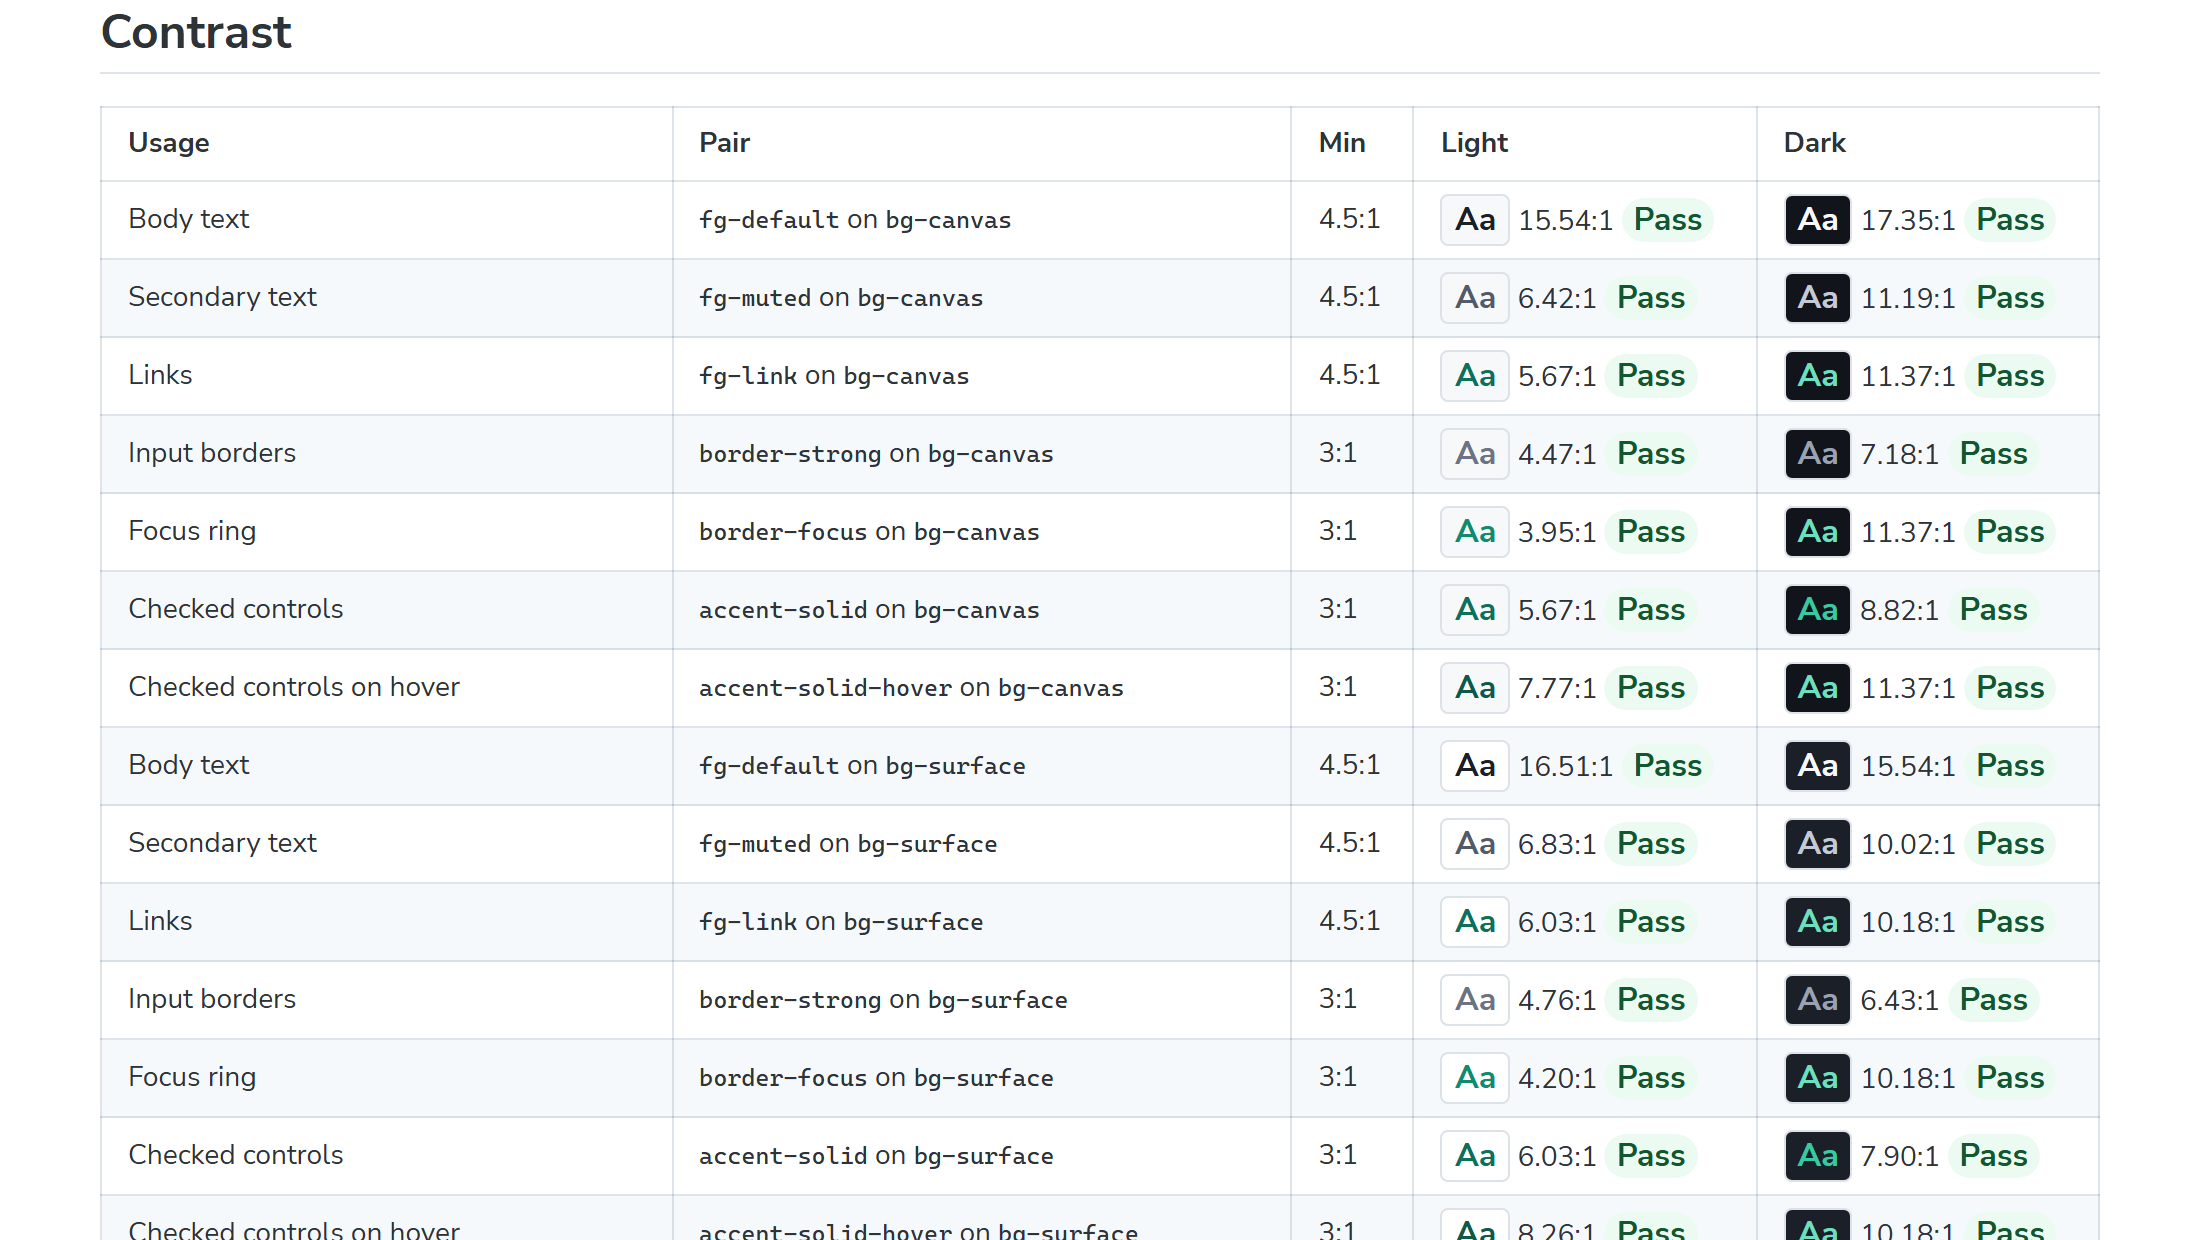 Contrast
Usage Pair Min Light Dark
Body text fg-default on bg-canvas 4.5:1 Aa 15.54:1 Pass Aa 17.35:1 Pass
Secondary text fg-muted on bg-canvas 4.5:1 Aa 6.42:1 Pass Aa 11.19:1 Pass
Links fg-link on bg-canvas 4.5:1 Aa 5.67:1 Pass Aa 11.37:1 Pass
Input borders border-strong on bg-canvas 3:1 Aa 4.47:1 Pass Aa 7.18:1 Pass
Focus ring border-focus on bg-canvas 3:1 Aa 3.95:1 Pass Aa 11.37:1 Pass
Checked controls accent-solid on bg-canvas 3:1 Aa 5.67:1 Pass Aa 8.82:1 Pass
Checked controls on hover accent-solid-hover on bg-canvas 3:1 Aa 7.77:1 Pass Aa 11.37:1 Pass
Body text fg-default on bg-surface 4.5:1 Aa 16.51:1 Pass Aa 15.54:1 Pass
Secondary text fg-muted on bg-surface 4.5:1 Aa 6.83:1 Pass Aa 10.02:1 Pass
Links fg-link on bg-surface 4.5:1 Aa 6.03:1 Pass Aa 10.18:1 Pass
Input borders border-strong on bg-surface 3:1 Aa 4.76:1 Pass Aa 6.43:1 Pass
Focus ring border-focus on bg-surface 3:1 Aa 4.20:1 Pass Aa 10.18:1 Pass
Checked controls accent-solid on bg-surface 3:1 Aa 6.03:1 Pass Aa 7.90:1 Pass
Checked controls on hover accent-solid-hover on bg-surface 3:1 Aa 8.26:1 Pass Aa 10.18:1 Pass